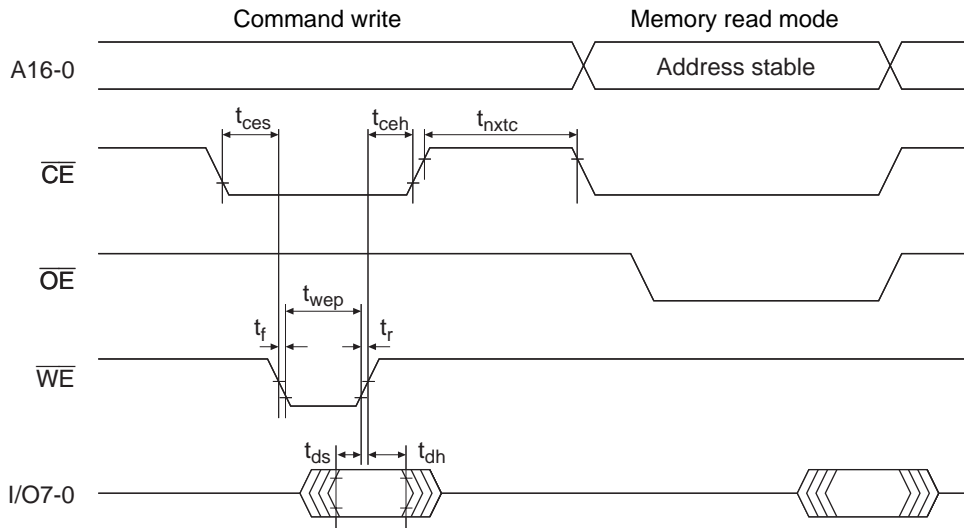 Command write
Memory read mode
A16-0
Address stable
tces
tceh
tnxtc
CE
OE
twep
tf
tr
WE
tds
tdh
I/O7-0